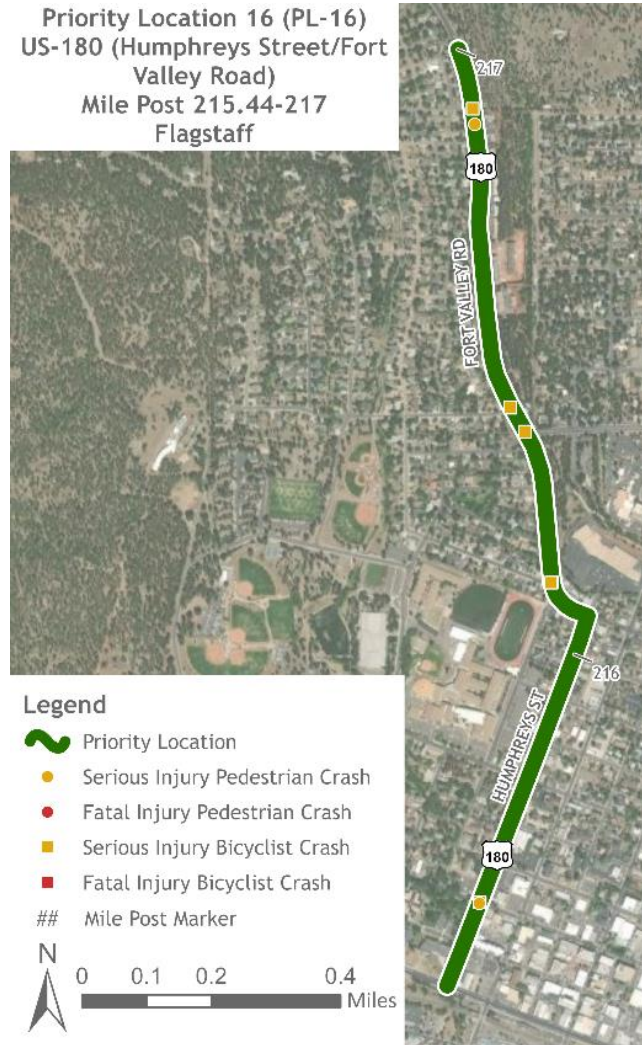 Priority Location 16 (PL-16)
US-180 (Humphreys Street/Fort
Valley Road)
Mile Post 215.44-217
Flagstaff
217
180
FORT VALLEY RD
216
HUMPHREYS ST
180
Legend
Priority Location
Serious Injury Pedestrian Crash
Fatal Injury Pedestrian Crash
Serious Injury Bicyclist Crash
Fatal Injury Bicyclist Crash
## Mile Post Marker
N
0 0.1 0.2 0.4
Miles